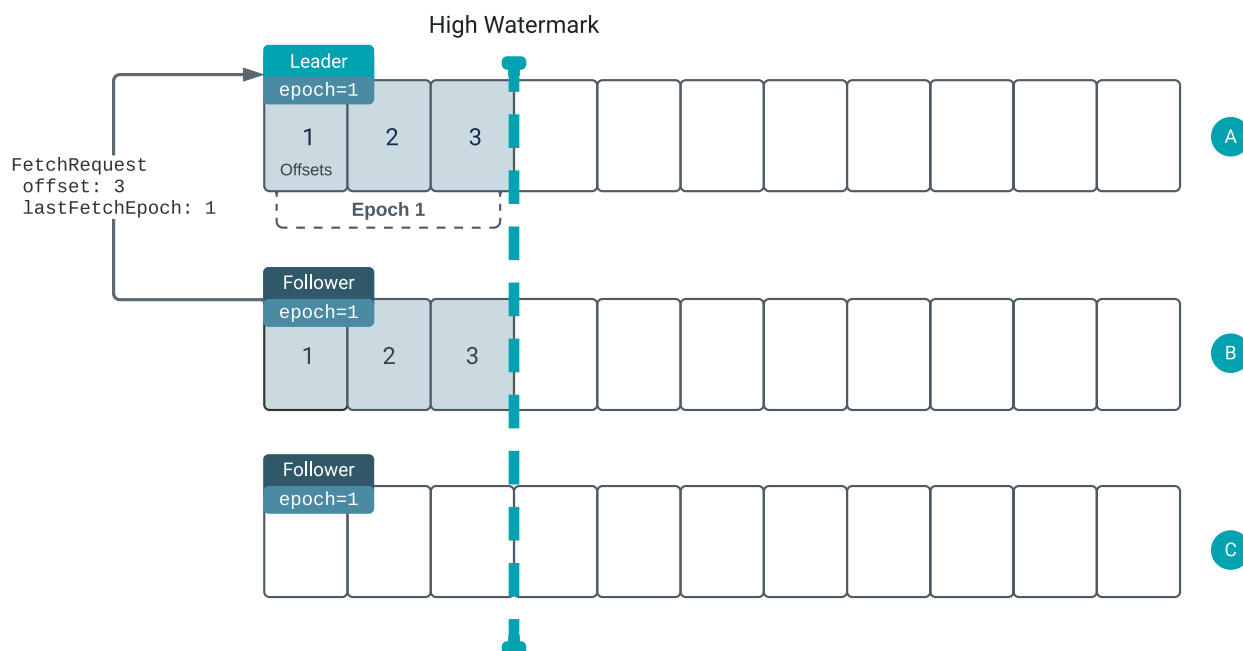 High Watermark
Leader
epoch=1
1
2
3
Offsets
Epoch 1
A
FetchRequest
offset: 3
lastFetchEpoch: 1
Follower
epoch=1
1
2
3
B
Follower
epoch=1
C